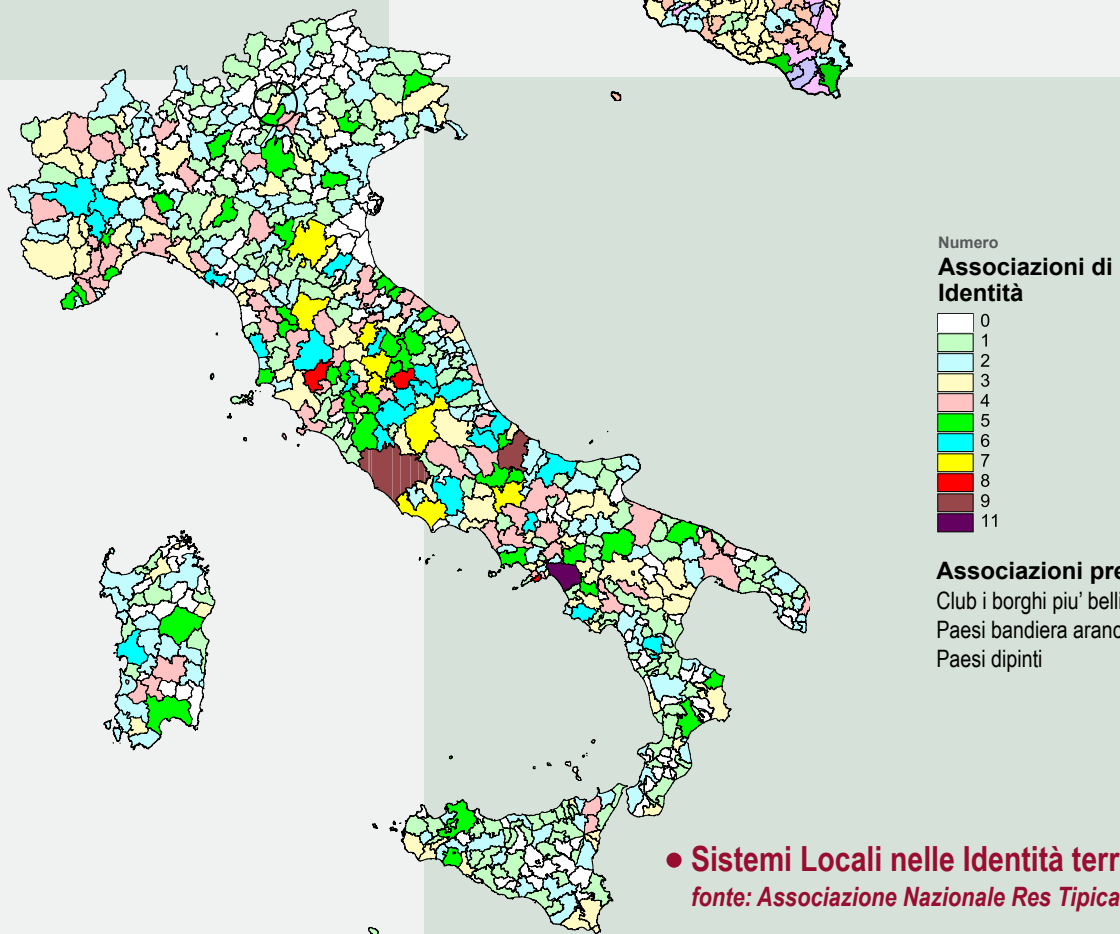 Numero
Associazioni di
Identità
0
1
2
3
4
5
6
7
8
9
11
Associazioni pre
Club i borghi piu' belli
Paesi bandiera aranc
Paesi dipinti
• Sistemi Locali nelle Identità terr
fonte: Associazione Nazionale Res Tipica